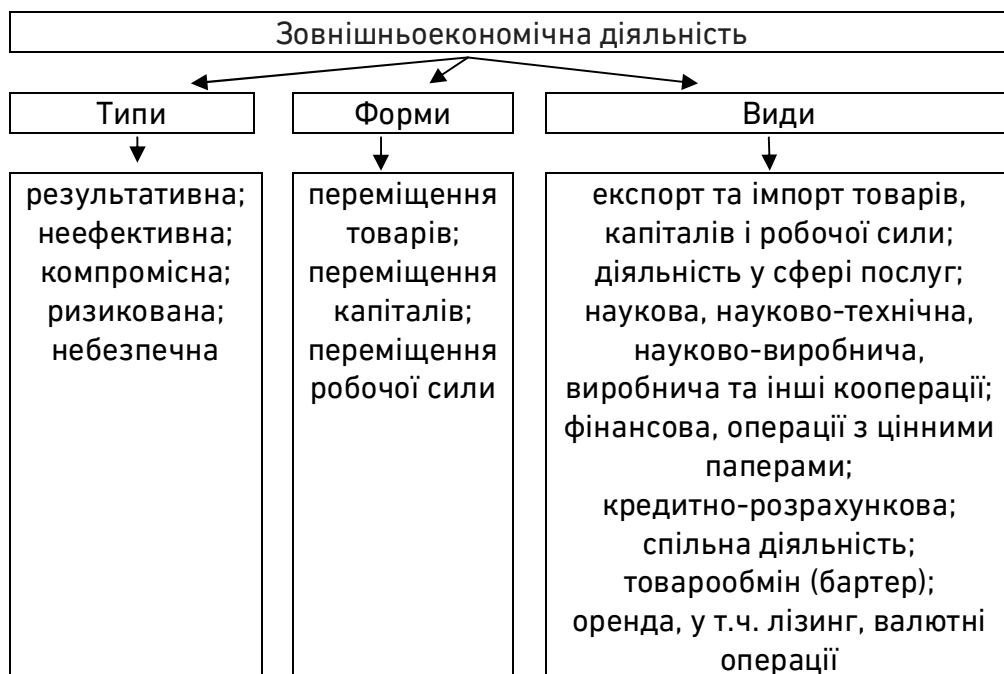 Зовнішньоекономічна діяльність
Типи
Форми
Види
результативна;
неефективна;
компромісна;
ризикована;
небезпечна
переміщення
товарів;
переміщення
капіталів;
переміщення
робочої сили
експорт та імпорт товарів,
капіталів і робочої сили;
діяльність у сфері послуг;
наукова, науково-технічна,
науково-виробнича,
виробнича та інші кооперації;
фінансова, операції з цінними
паперами;
кредитно-розрахункова;
спільна діяльність;
товарообмін (бартер);
оренда, у т.ч. лізинг, валютні
операції